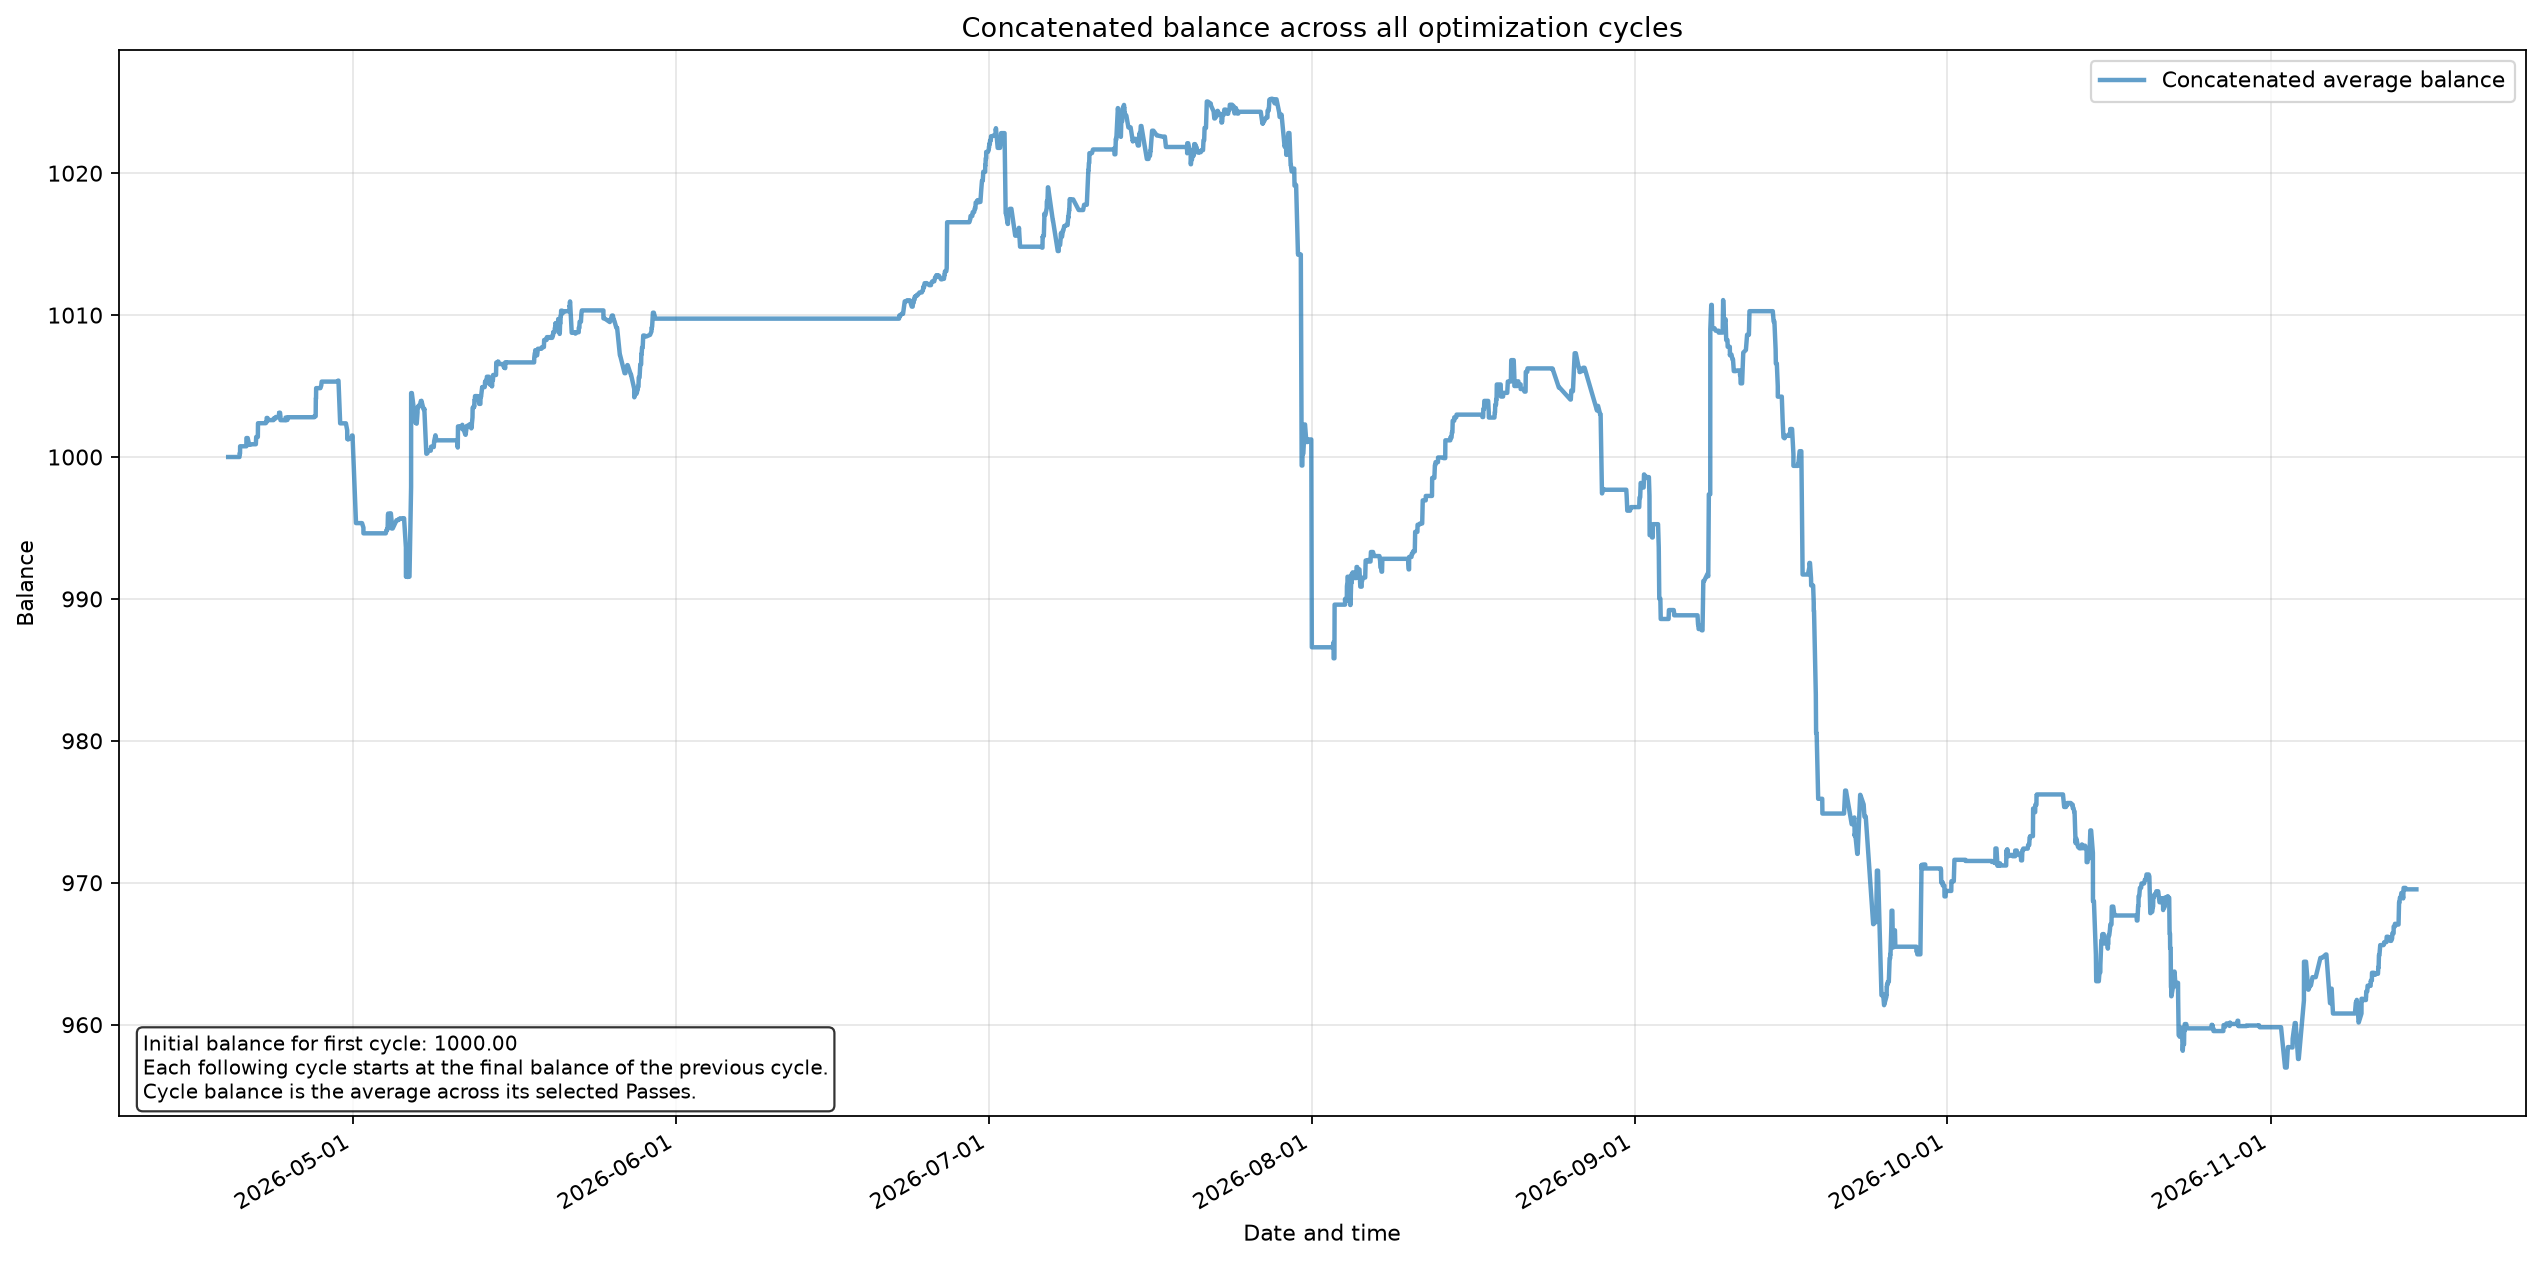 Concatenated balance across all optimization cycles
Concatenated average balance
1020
1010
1000
990
980
970
960
Balance
Initial balance for first cycle: 1000.00
Each following cycle starts at the final balance of the previous cycle.
Cycle balance is the average across its selected Passes.
2026-05-01
2026-06-01
2026-07-01
2026-08-01
2026-09-01
2026-10-01
2026-11-01
Date and time